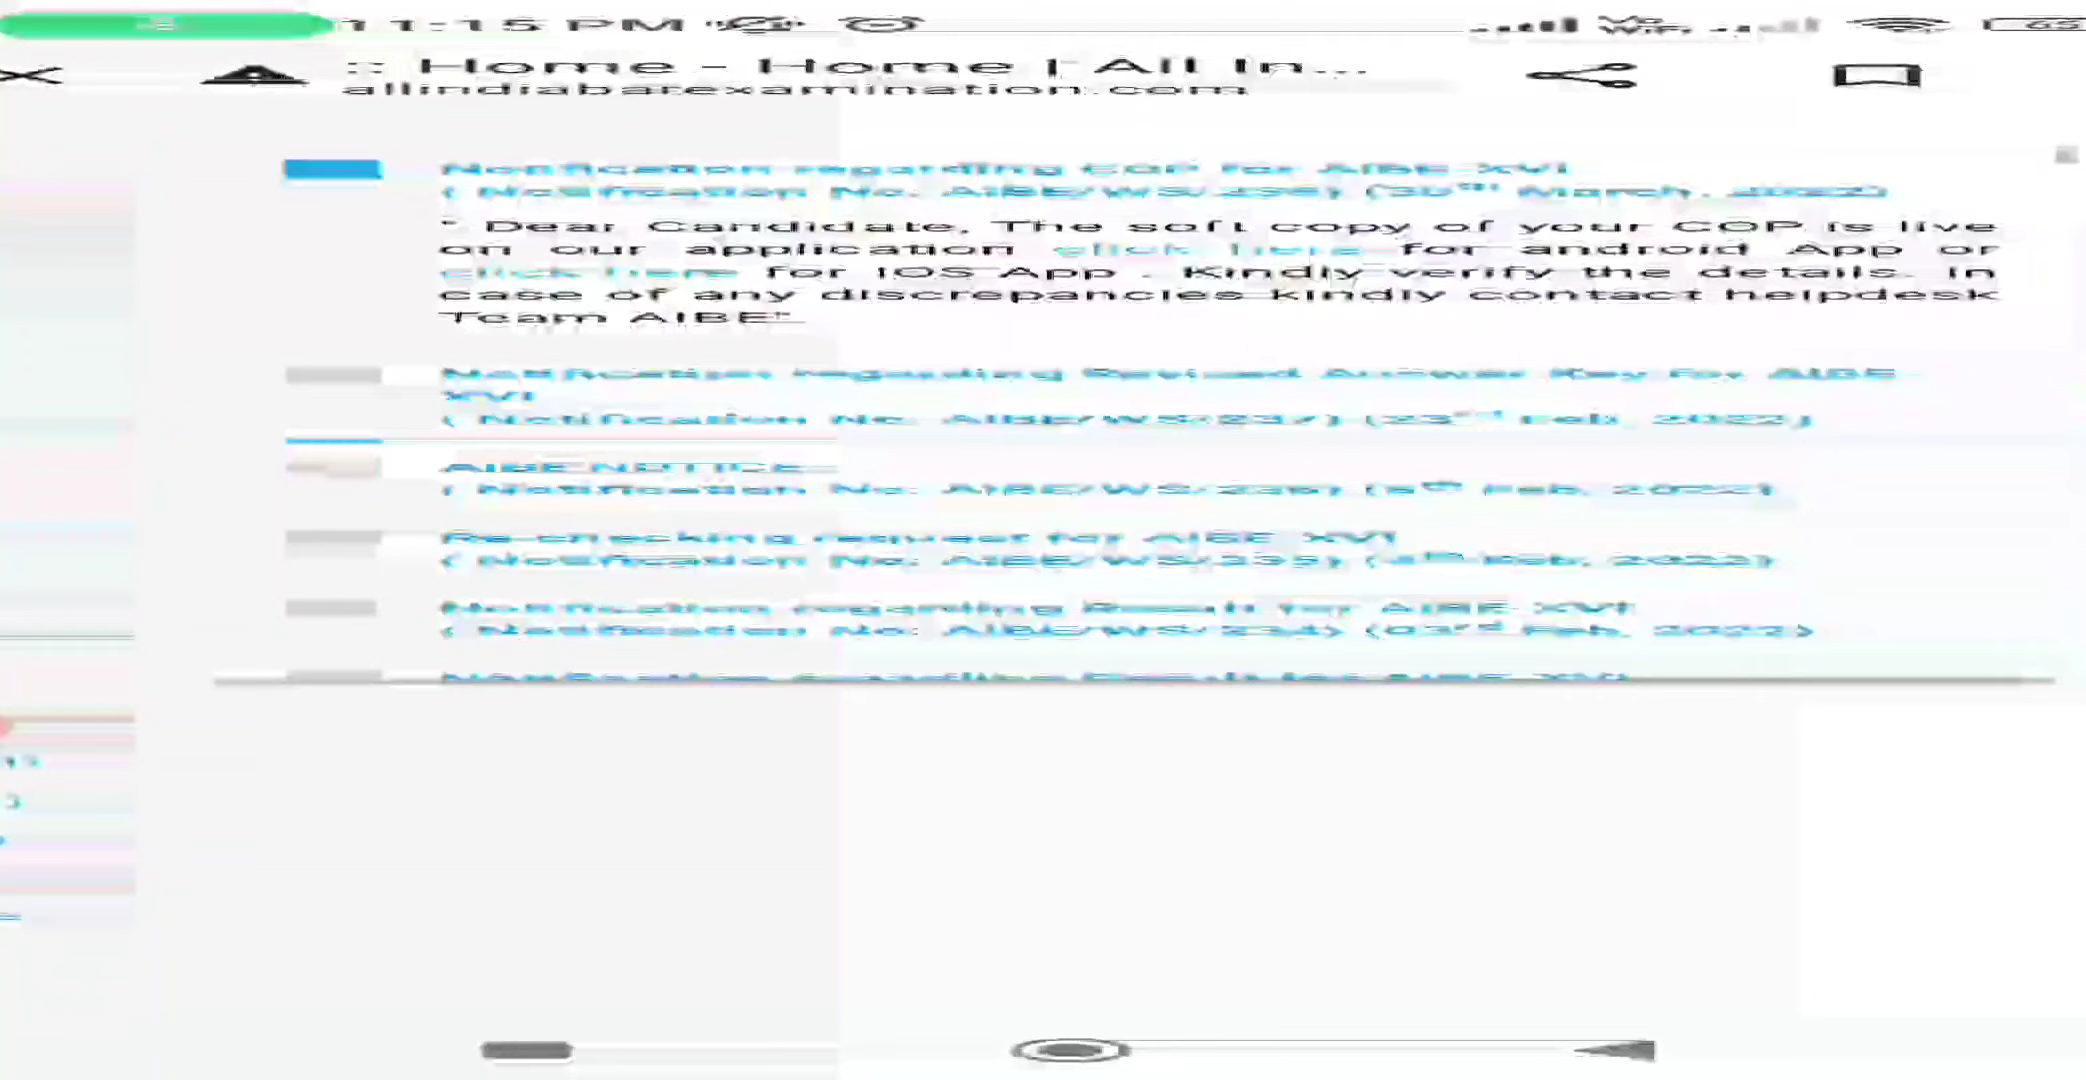 11:15 PM
:: Home - Home | All In...
allindiabarexamination.com
Notification regarding COP for AIBE XVI
( Notification No. AIBE/WS/238) (30th March, 2022)
" Dear Candidate, The soft copy of your COP is live
on our application click here for android App or
click here for IOS App . Kindly verify the details. In
case of any discrepancies kindly contact helpdesk
Team AIBE"
Notification regarding Revised Answer Key for AIBE
XVI
( Notification No. AIBE/WS/237) (23rd Feb, 2022)
AIBE NOTICE
( Notification No. AIBE/WS/236) Feb, 2022)
Re-checking request for AIBE XVI
( Notification No. AIBE/WS/235) (4th Feb, 2022)
Notification regarding Result for AIBE XVI
( Notification No. AIBE/WS/234) (03rd Feb, 2022)
Notification regarding AIBE XVI